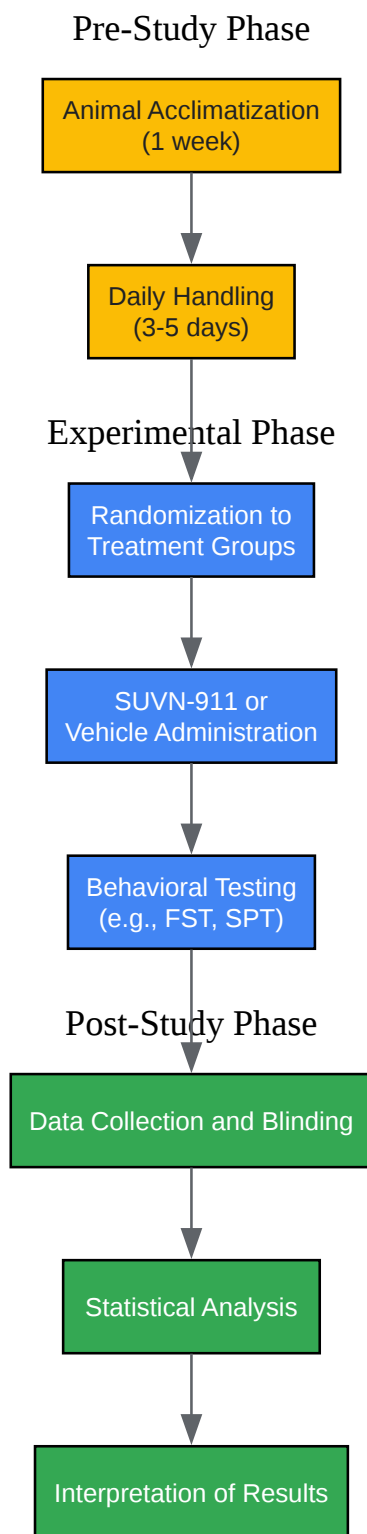 Pre-Study Phase
Animal Acclimatization
(1 week)
Daily Handling
(3-5 days)
Experimental Phase
Randomization to
Treatment Groups
SUVN-911 or
Vehicle Administration
Behavioral Testing
(e.g., FST, SPT)
Post-Study Phase
Data Collection and Blinding
Statistical Analysis
Interpretation of Results